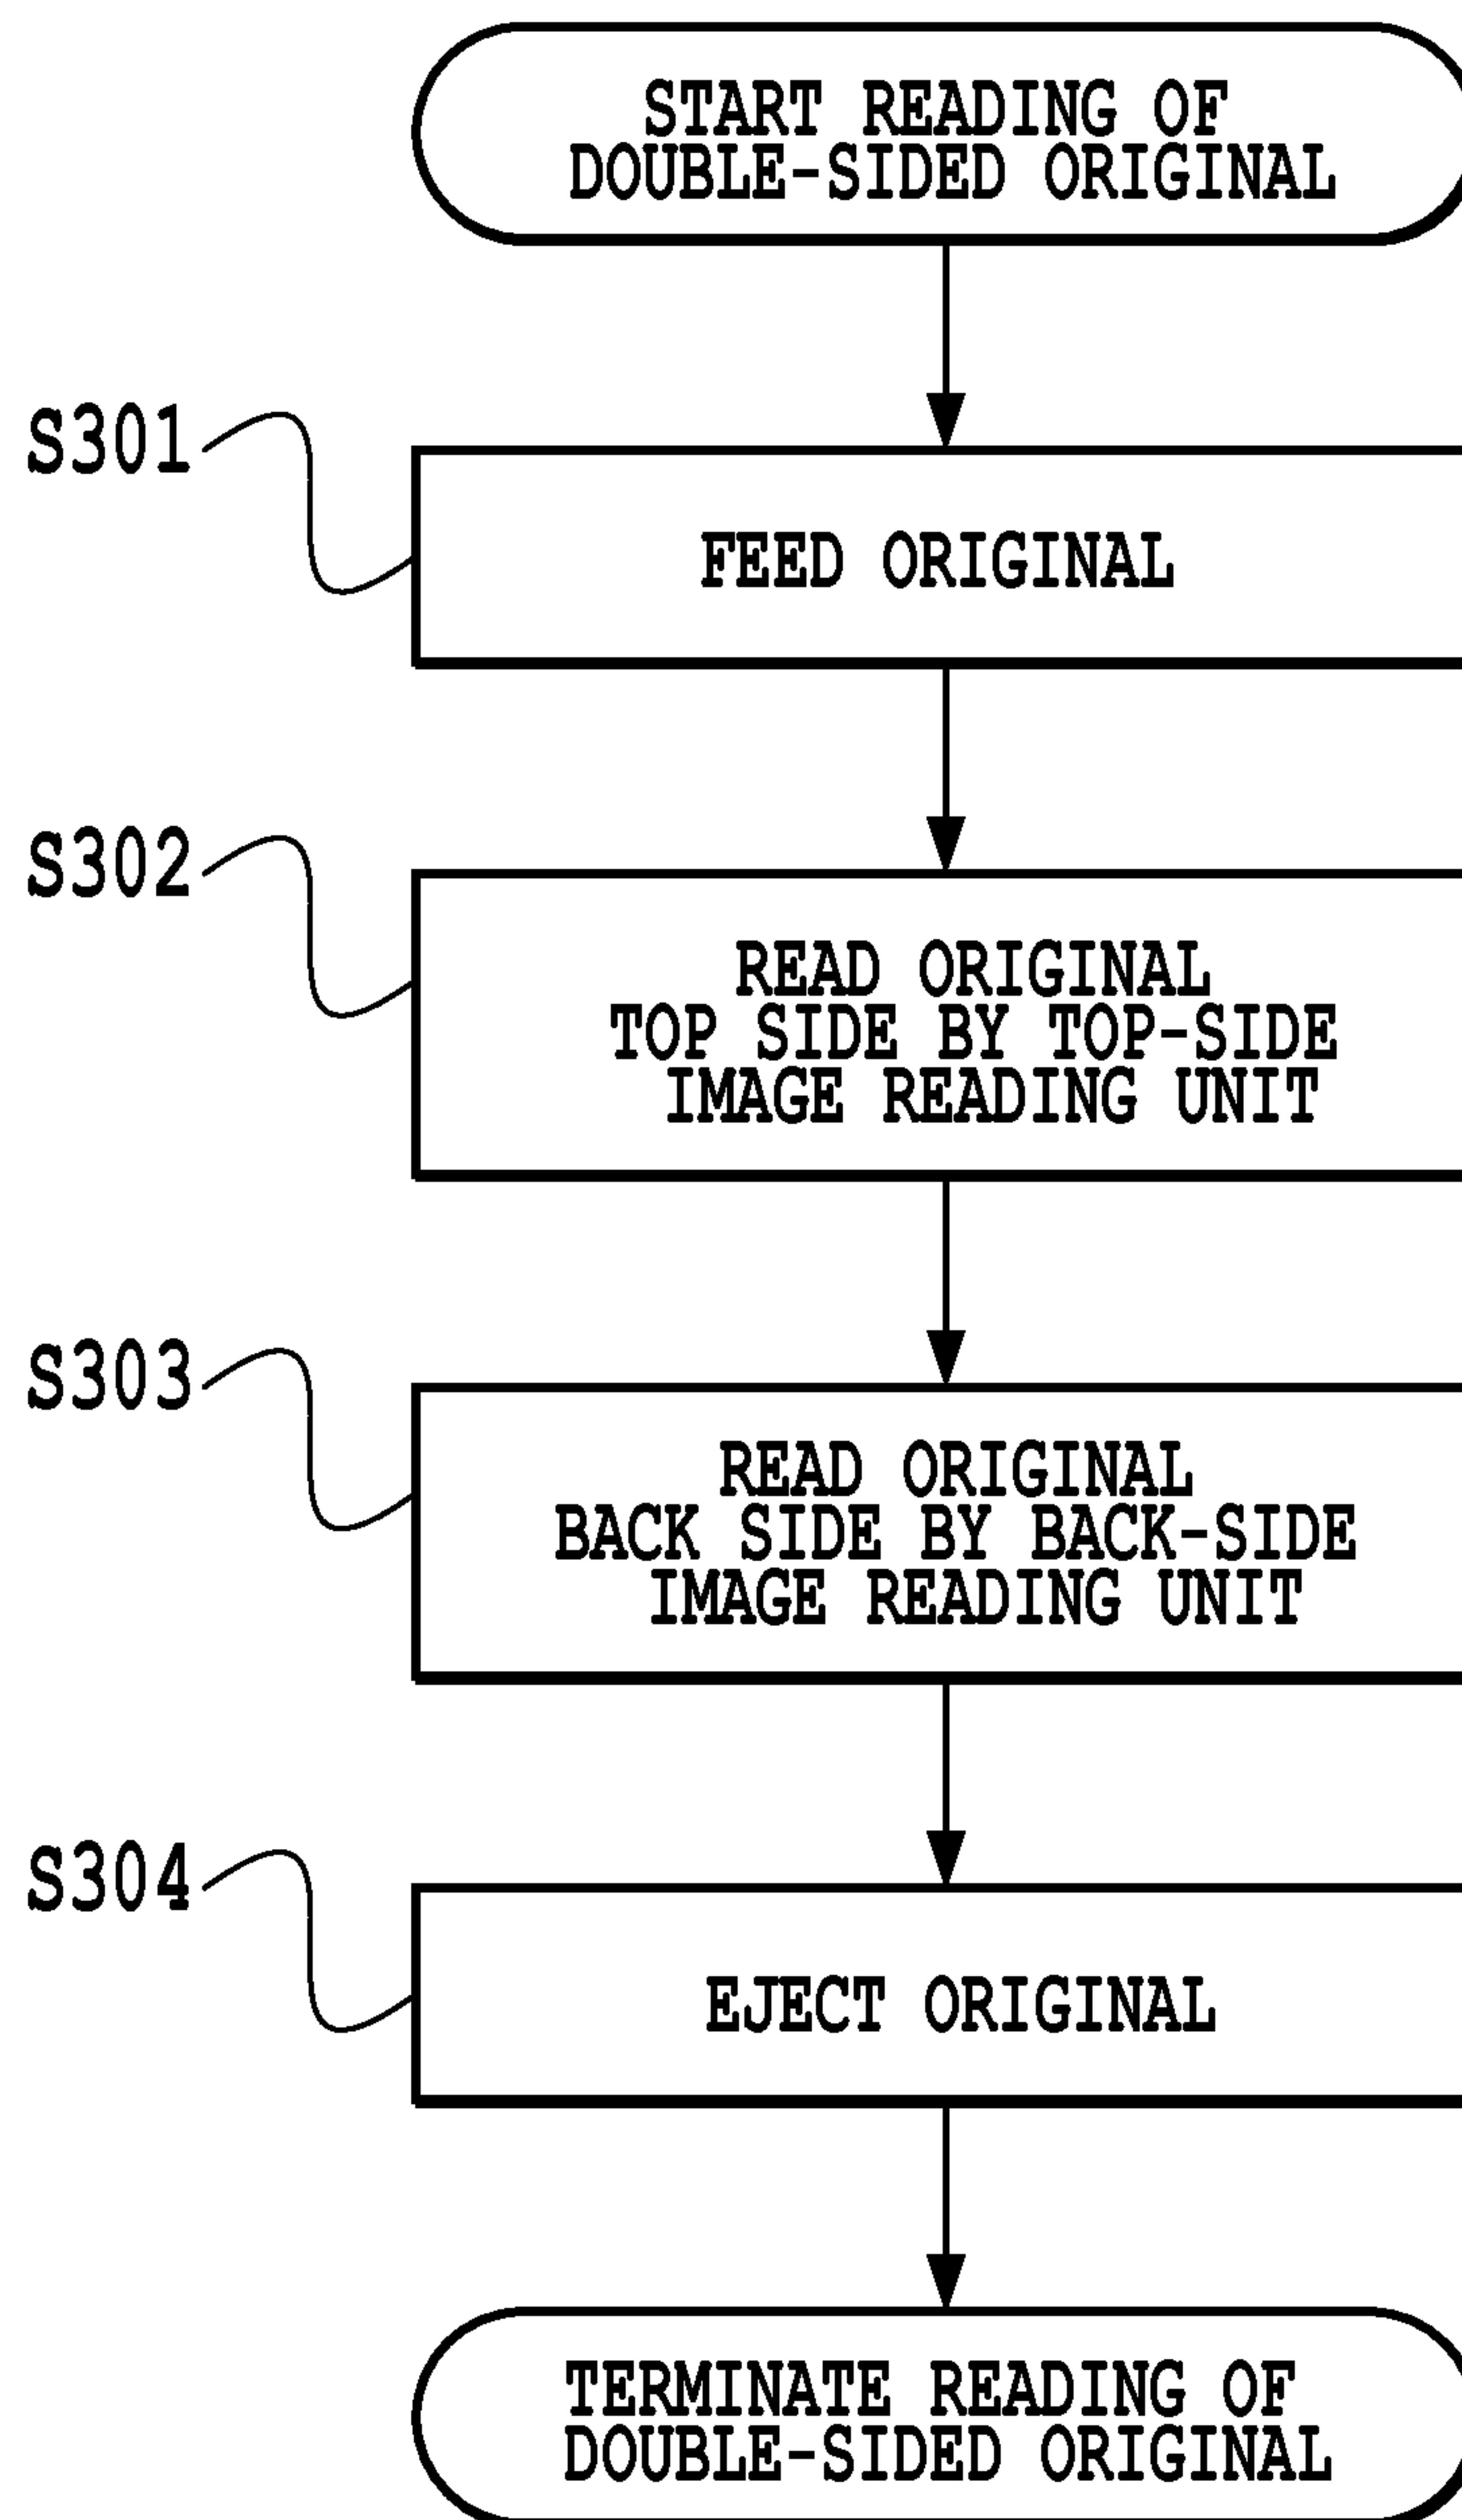 START READING OF
DOUBLE-SIDED ORIGINAL
S301
FEED ORIGINAL
S302
READ ORIGINAL
TOP SIDE BY TOP-SIDE
IMAGE READING UNIT
S303
READ ORIGINAL
BACK SIDE BY BACK-SIDE
IMAGE READING UNIT
S304
EJECT ORIGINAL
TERMINATE READING OF
DOUBLE-SIDED ORIGINAL